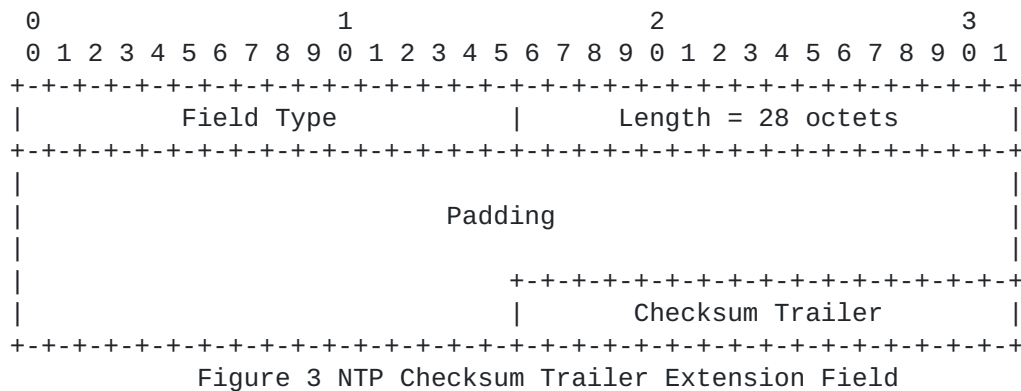 0                   1                   2                   3
0 1 2 3 4 5 6 7 8 9 0 1 2 3 4 5 6 7 8 9 0 1 2 3 4 5 6 7 8 9 0 1
+-+-+-+-+-+-+-+-+-+-+-+-+-+-+-+-+-+-+-+-+-+-+-+-+-+-+-+-+-+-+-+-+
|          Field Type           |      Length = 28 octets       |
+-+-+-+-+-+-+-+-+-+-+-+-+-+-+-+-+-+-+-+-+-+-+-+-+-+-+-+-+-+-+-+-+
|                                                               |
|                           Padding                             |
|                                                               |
|                               +-+-+-+-+-+-+-+-+-+-+-+-+-+-+-+-+
|                               |       Checksum Trailer        |
+-+-+-+-+-+-+-+-+-+-+-+-+-+-+-+-+-+-+-+-+-+-+-+-+-+-+-+-+-+-+-+-+
Figure 3 NTP Checksum Trailer Extension Field